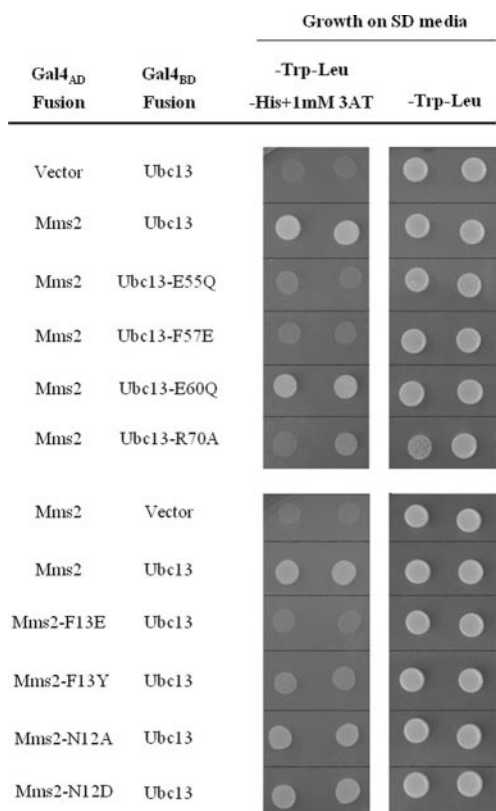 Growth on SD media
Gal4AD Gal4BD -Trp-Leu
Fusion Fusion -His+1mM 3AT -Trp-Leu
Vector Ubc13
Mms2 Ubc13
Mms2 Ubc13-E55Q
Mms2 Ubc13-F57E
Mms2 Ubc13-E60Q
Mms2 Ubc13-R70A
Mms2 Vector
Mms2 Ubc13
Mms2-F13E Ubc13
Mms2-F13Y Ubc13
Mms2-N12A Ubc13
Mms2-N12D Ubc13